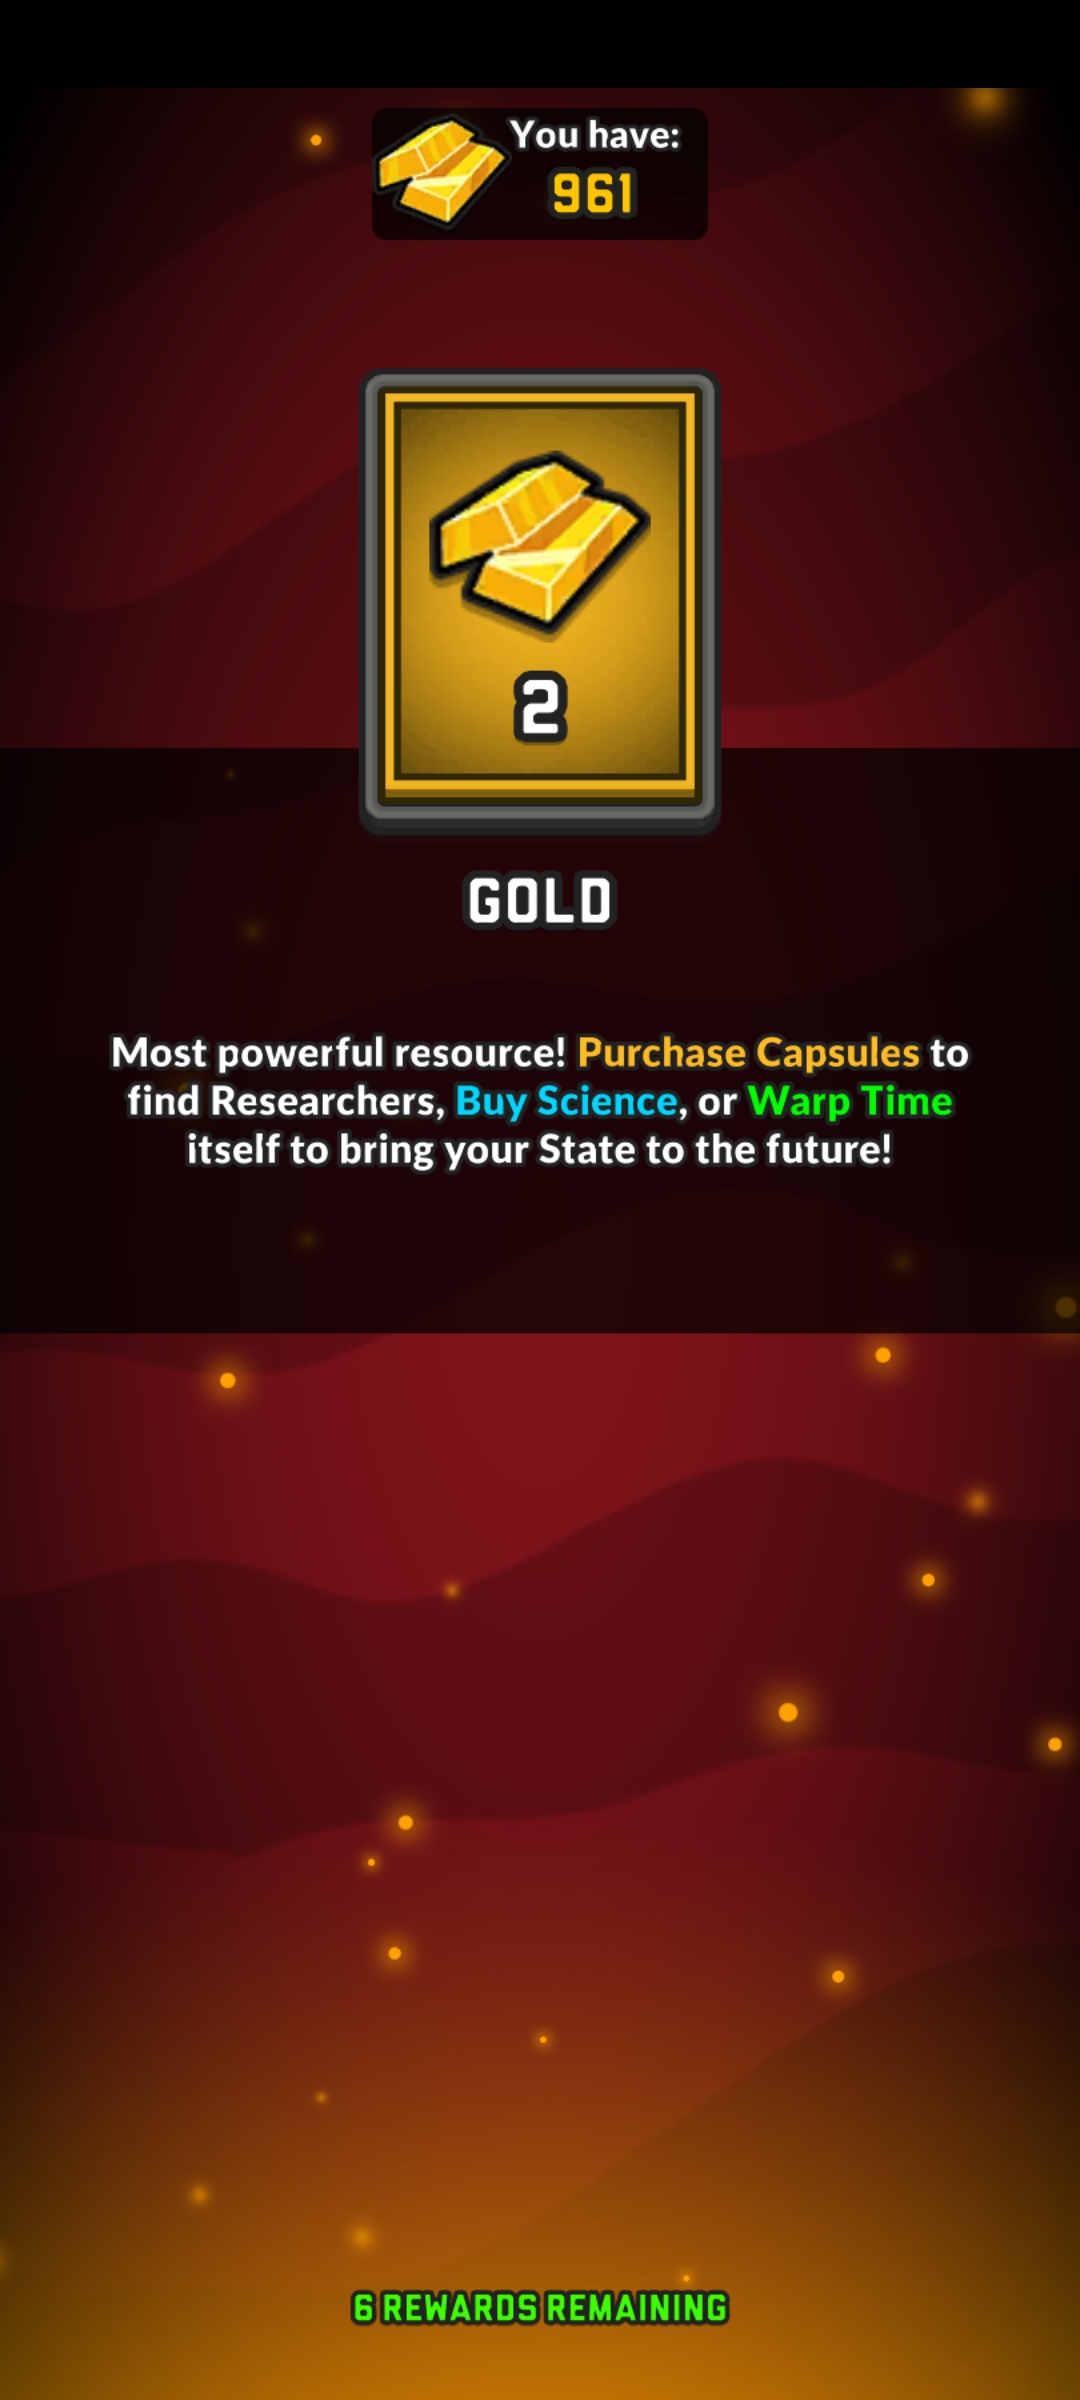 You have:
961
2
GOLD
Most powerful resource! Purchase Capsules to
find Researchers, Buy Science, or Warp Time
itself to bring your State to the future!
6 REWARDS REMAINING